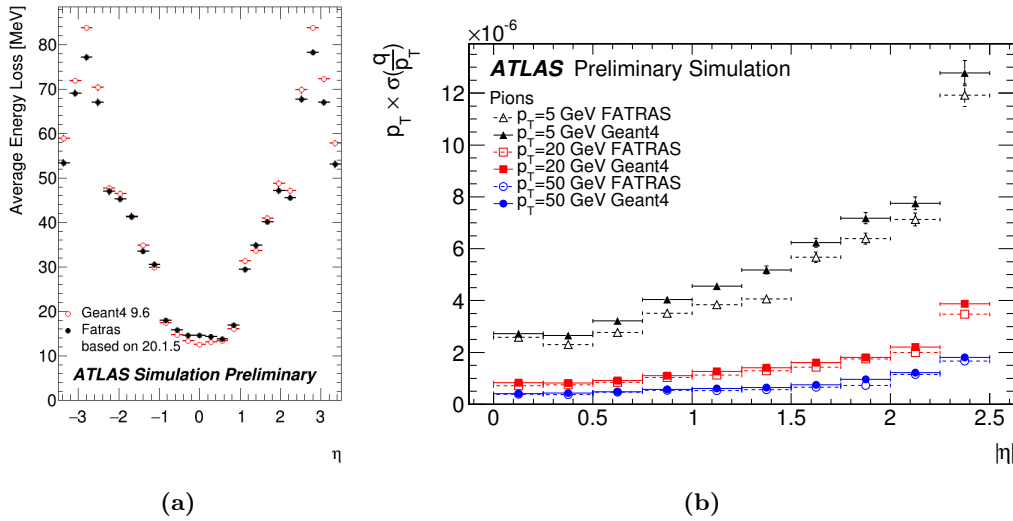 Average Energy Loss [MeV]
80
70
60
50
40
30
20
10
0
Geant4 9.6
Fatras
based on 20.1.5
ATLAS Simulation Preliminary
−3 −2 −1 0 1 2 3
η
(a)
p_T × σ(q/p_T)
×10⁻⁶
ATLAS Preliminary Simulation
Pions
p_T=5 GeV FATRAS
p_T=5 GeV Geant4
p_T=20 GeV FATRAS
p_T=20 GeV Geant4
p_T=50 GeV FATRAS
p_T=50 GeV Geant4
12
10
8
6
4
2
0
0 0.5 1 1.5 2 2.5
|η|
(b)